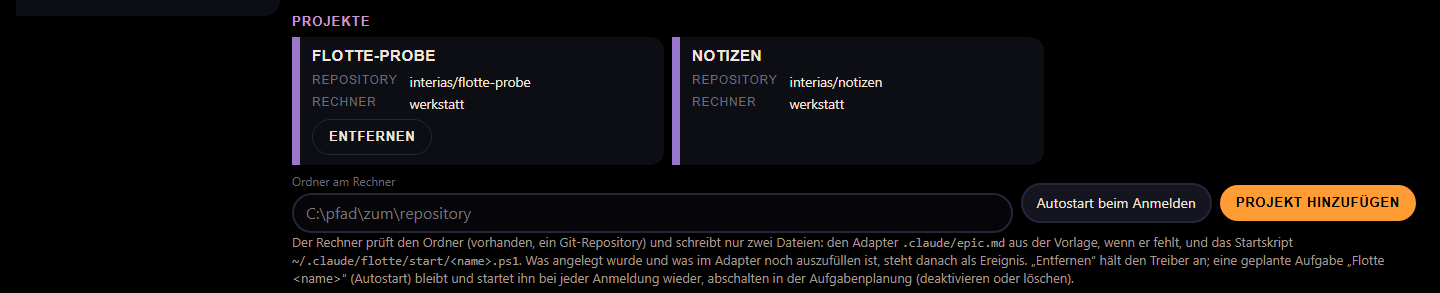 PROJEKTE
FLOTTE-PROBE
REPOSITORY interias/flotte-probe
RECHNER werkstatt
ENTFERNEN
NOTIZEN
REPOSITORY interias/notizen
RECHNER werkstatt
Ordner am Rechner
C:\pfad\zum\repository
Autostart beim Anmelden
PROJEKT HINZUFÜGEN
Der Rechner prüft den Ordner (vorhanden, ein Git-Repository) und schreibt nur zwei Dateien: den Adapter .claude/epic.md aus der Vorlage, wenn er fehlt, und das Startskript
~/.claude/flotte/start/<name>.ps1. Was angelegt wurde und was im Adapter noch auszufüllen ist, steht danach als Ereignis. „Entfernen“ hält den Treiber an; eine geplante Aufgabe „Flotte
<name>“ (Autostart) bleibt und startet ihn bei jeder Anmeldung wieder, abschalten in der Aufgabenplanung (deaktivieren oder löschen).